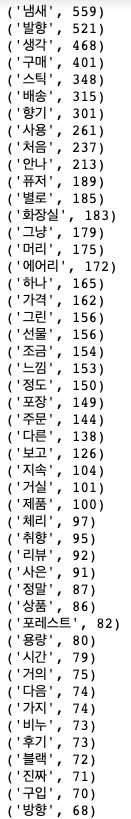 ('냄새', 559)
('발향', 521)
('생각', 468)
('구매', 401)
('스틱', 348)
('배송', 315)
('향기', 301)
('사용', 261)
('처음', 237)
('안나', 213)
('퓨저', 189)
('별로', 185)
('화장실', 183)
('그냥', 179)
('머리', 175)
('에어리', 172)
('하나', 165)
('가격', 162)
('그린', 156)
('선물', 156)
('조금', 154)
('느낌', 153)
('정도', 150)
('포장', 149)
('주문', 144)
('다른', 138)
('보고', 126)
('지속', 104)
('거실', 101)
('제품', 100)
('체리', 97)
('취향', 95)
('리뷰', 92)
('사은', 91)
('정말', 87)
('상품', 86)
('포레스트', 82)
('용량', 80)
('시간', 79)
('거의', 75)
('다음', 74)
('가지', 74)
('비누', 73)
('후기', 73)
('블랙', 72)
('진짜', 71)
('구입', 70)
('방향', 68)